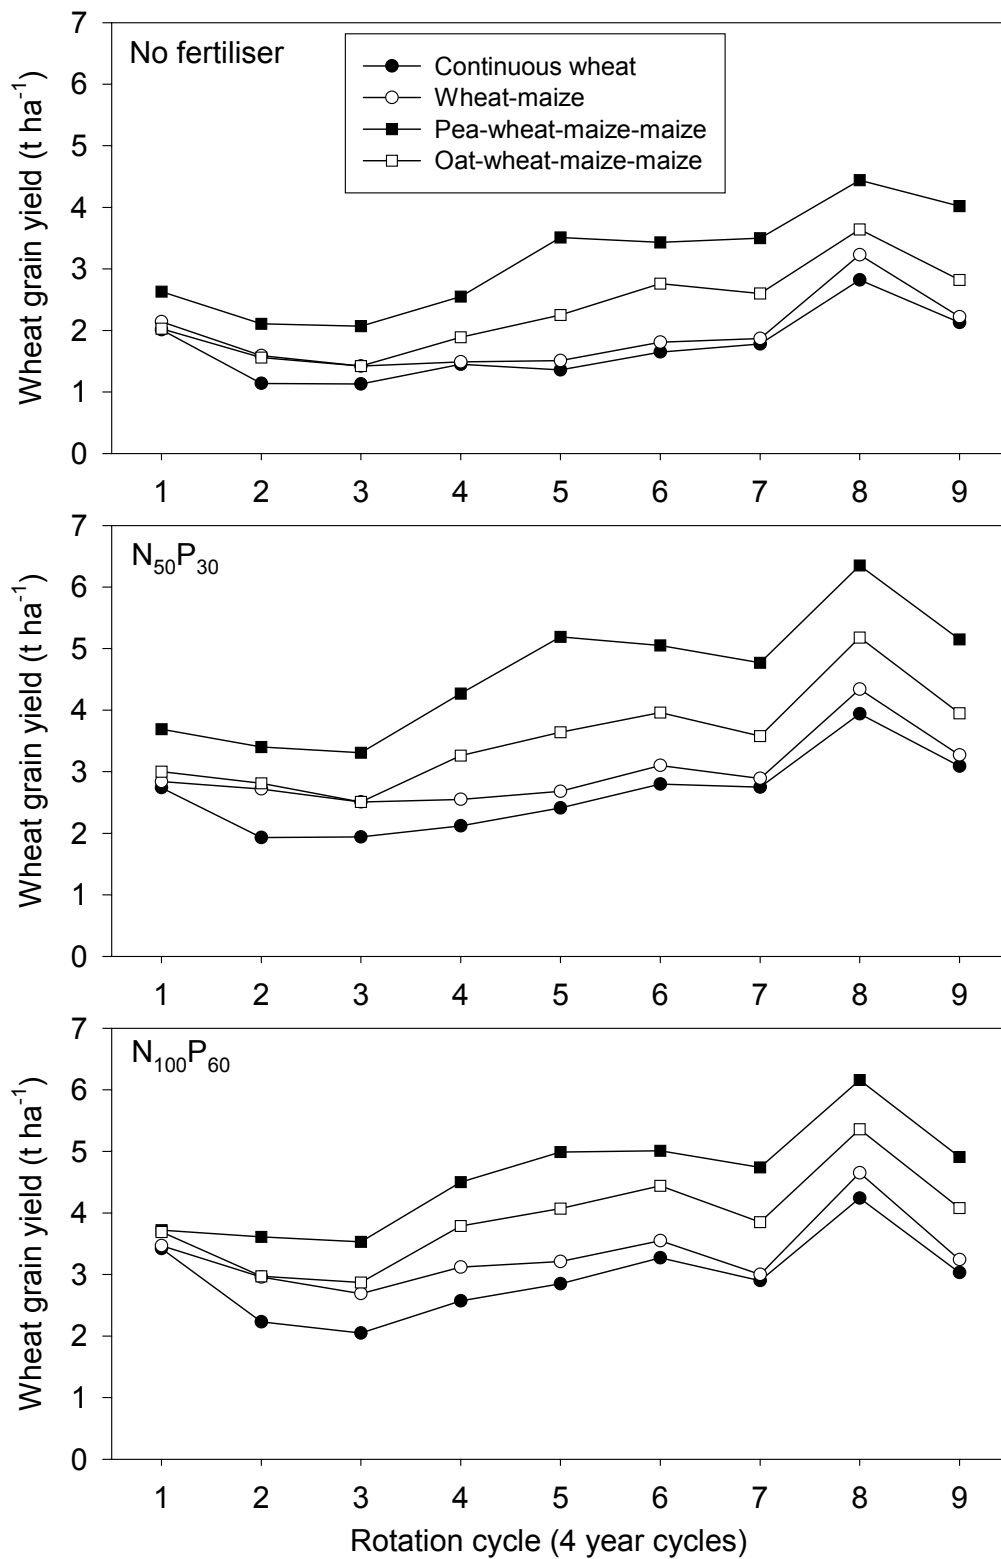 7
No fertiliser
Continuous wheat
Wheat-maize
Pea-wheat-maize-maize
Oat-wheat-maize-maize
6
5
4
3
2
1
0
Wheat grain yield (t ha⁻¹)
1 2 3 4 5 6 7 8 9
7
N₅₀P₃₀
6
5
4
3
2
1
0
Wheat grain yield (t ha⁻¹)
1 2 3 4 5 6 7 8 9
7
N₁₀₀P₆₀
6
5
4
3
2
1
0
Wheat grain yield (t ha⁻¹)
1 2 3 4 5 6 7 8 9
Rotation cycle (4 year cycles)